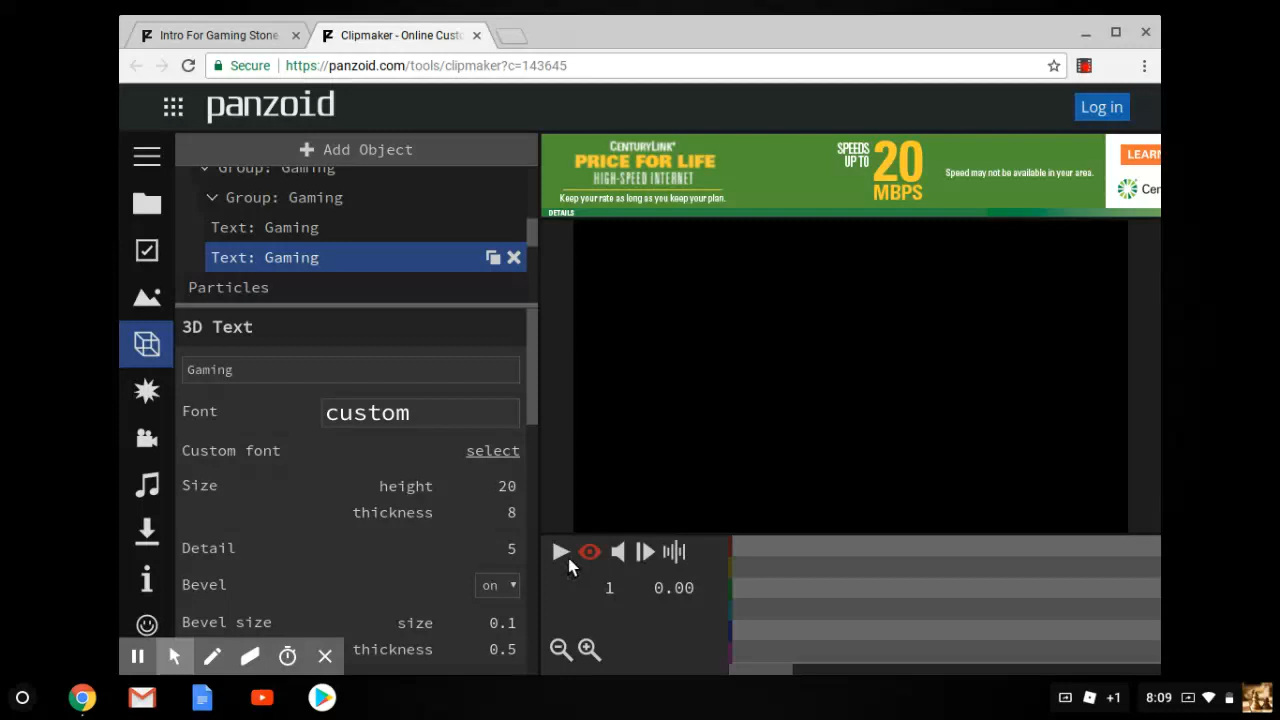 Intro For Gaming Stone
Clipmaker - Online Cust
Secure
https://panzoid.com/tools/clipmaker?c=143645
panzoid
Log in
Add Object
Group: Gaming
Group: Gaming
Text: Gaming
Text: Gaming
Particles
3D Text
Gaming
Font
custom
Custom font
select
Size
height
20
thickness
8
Detail
5
Bevel
on
Bevel size
size
0.1
thickness
0.5
CENTURYLINK®
PRICE FOR LIFE
HIGH-SPEED INTERNET
Keep your rate as long as you keep your plan.
DETAILS
SPEEDS
UP TO
20
MBPS
Speed may not be available in your area.
LEARN
Cen
1
0.00
+1
8:09